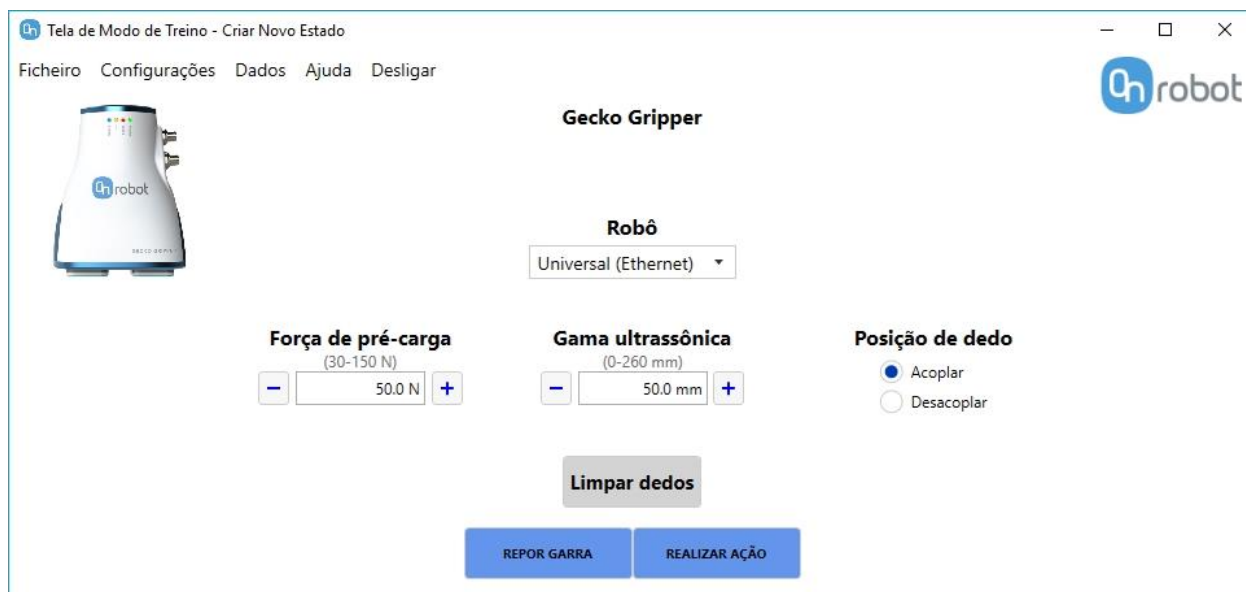 Tela de Modo de Treino - Criar Novo Estado
Ficheiro Configurações Dados Ajuda Desligar
On robot
Gecko Gripper
On robot
Robô
Universal (Ethernet)
Força de pré-carga Gama ultrassônica Posição de dedo
(30-150 N) (0-260 mm)
Acoplar
− 50.0 N + − 50.0 mm +
Desacoplar
Limpar dedos
REPOR GARRA REALIZAR AÇÃO